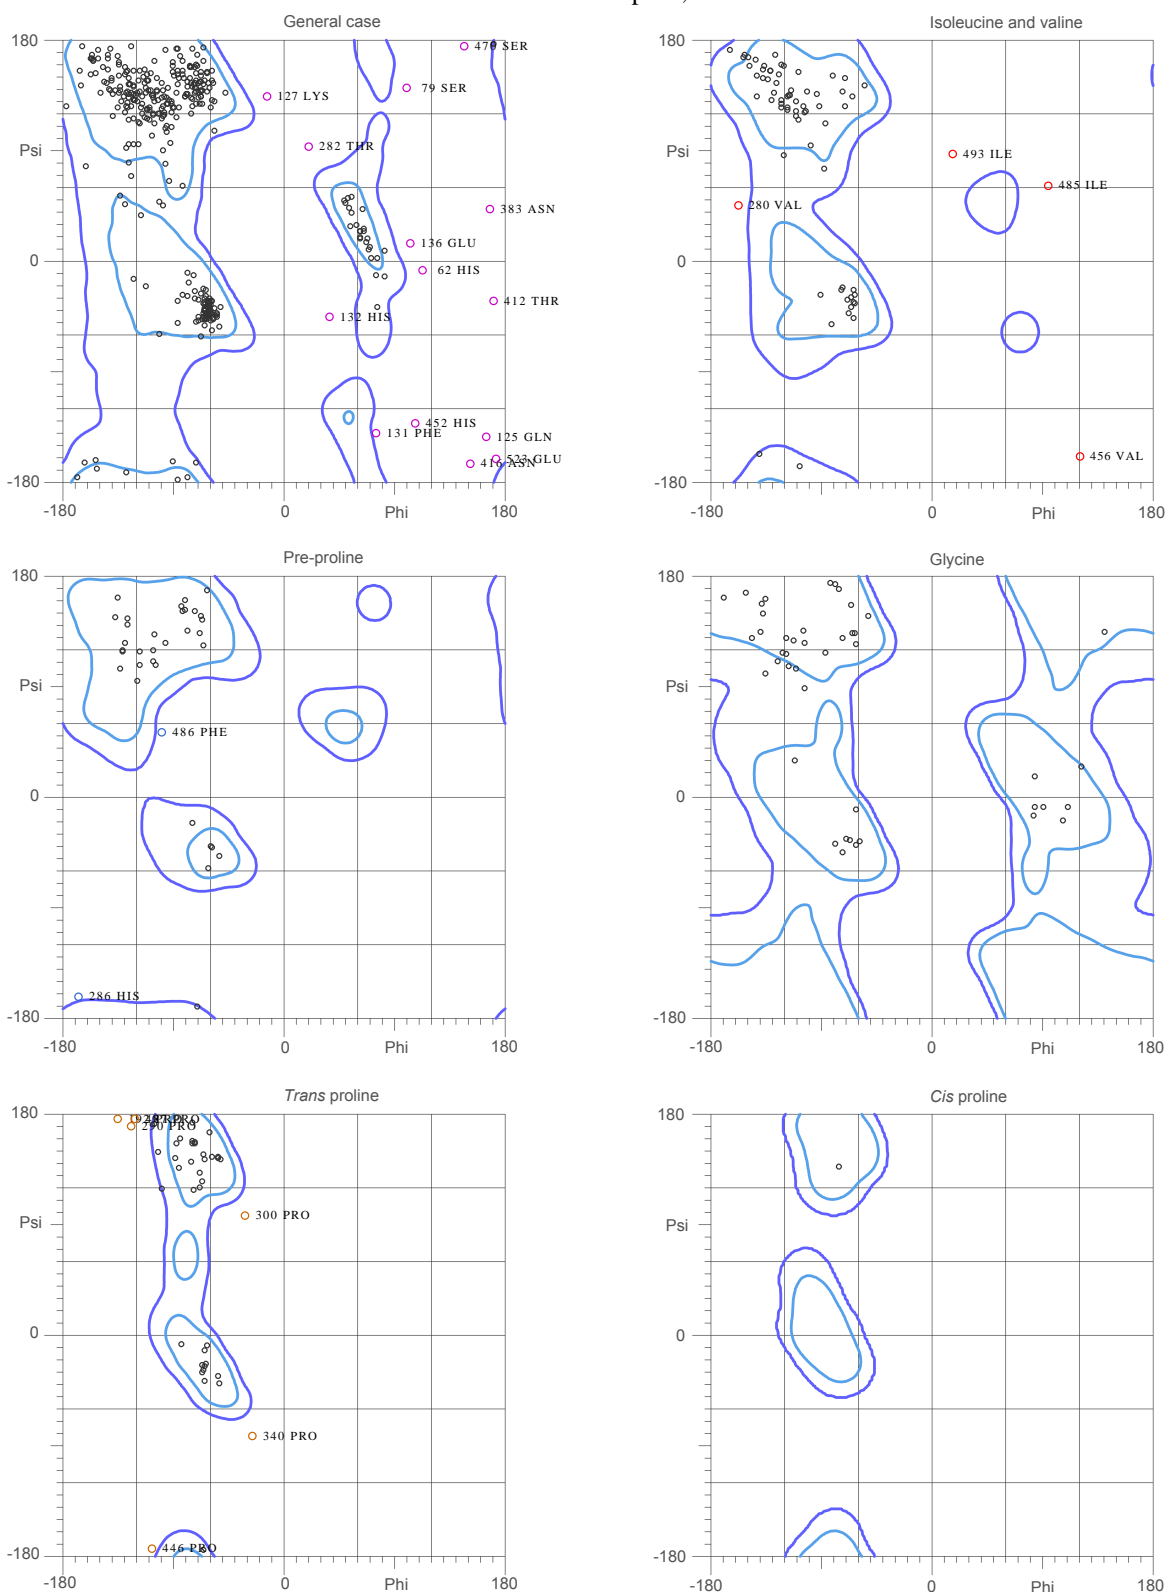 General case
180
Psi
0
-180
-180
0
Phi
180
470 SER
79 SER
127 LYS
282 THR
383 ASN
136 GLU
62 HIS
412 THR
132 HIS
452 HIS
131 PHE
125 GLN
523 GLU
416 ASN
Isoleucine and valine
180
Psi
0
-180
-180
0
Phi
180
493 ILE
485 ILE
280 VAL
456 VAL
Pre-proline
180
Psi
0
-180
-180
0
Phi
180
486 PHE
286 HIS
Glycine
180
Psi
0
-180
-180
0
Phi
180
Trans proline
180
Psi
0
-180
-180
0
Phi
180
PRO
290 PRO
300 PRO
340 PRO
446 PRO
Cis proline
180
Psi
0
-180
-180
0
Phi
180